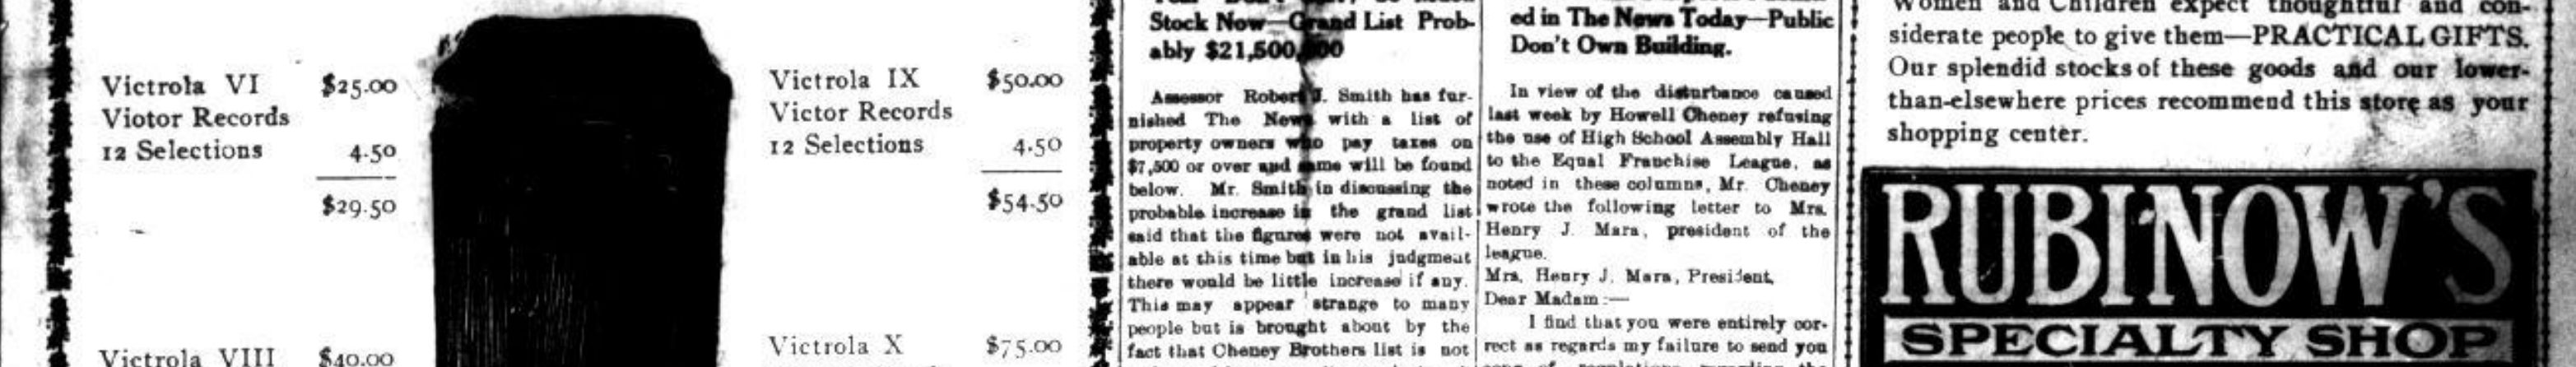 Victrola VI $25.00
Viotor Records
12 Selections 4.50
$29.50
Victrola VIII $40.00
Victrola IX $50.00
Victor Records
12 Selections 4.50
$54.50
Victrola X $75.00
Stock Now—Grand List Prob-
ably $21,500,000
Assessor Robert J. Smith has fur-
nished The News with a list of
property owners who pay taxes on
$7,500 or over and same will be found
below. Mr. Smith in discussing the
probable increase in the grand list
said that the figures were not avail-
able at this time but in his judgment
there would be little increase if any.
This may appear strange to many
people but is brought about by the
fact that Cheney Brothers list is not
ed in The News Today—Public
Don't Own Building.
In view of the disturbance caused
last week by Howell Cheney refusing
the use of High School Assembly Hall
to the Equal Franchise League, as
noted in these columns, Mr. Cheney
wrote the following letter to Mrs.
Henry J. Mara, president of the
league.
Mrs. Henry J. Mara, President,
Dear Madam:—
I find that you were entirely cor-
rect as regards my failure to send you
Women and Children expect thoughtful and con-
siderate people to give them—PRACTICAL GIFTS.
Our splendid stocks of these goods and our lower-
than-elsewhere prices recommend this store as your
shopping center.
RUBINOW'S
SPECIALTY SHOP